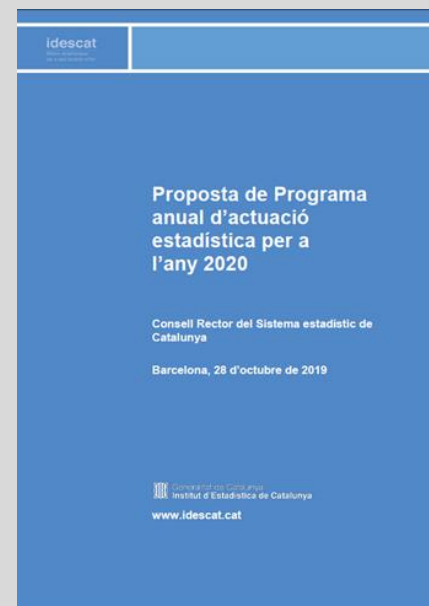 idescat
Proposta de Programa
anual d'actuació
estadística per a
l'any 2020
Consell Rector del Sistema estadístic de
Catalunya
Barcelona, 28 d'octubre de 2019
Generalitat de Catalunya
Institut d'Estadística de Catalunya
www.idescat.cat